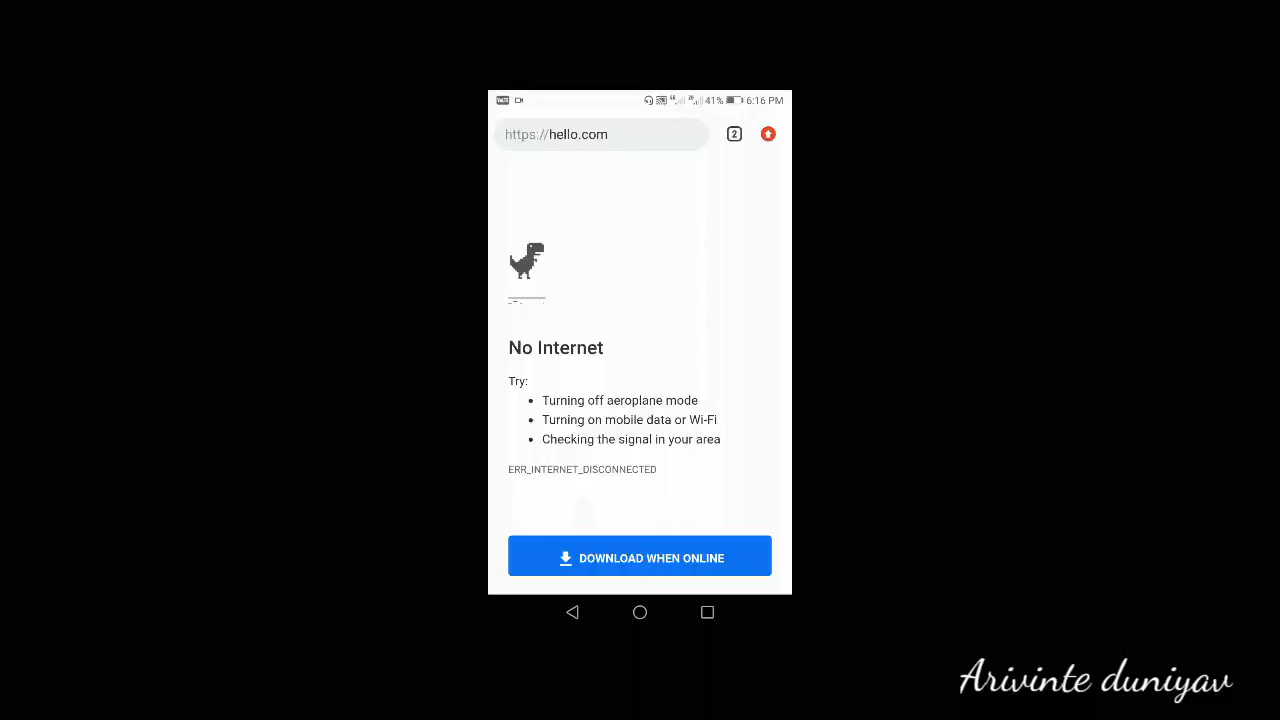 41% 6:16 PM
https://hello.com 2
No Internet
Try:
• Turning off aeroplane mode
• Turning on mobile data or Wi-Fi
• Checking the signal in your area
ERR_INTERNET_DISCONNECTED
DOWNLOAD WHEN ONLINE
Arivinte duniyav